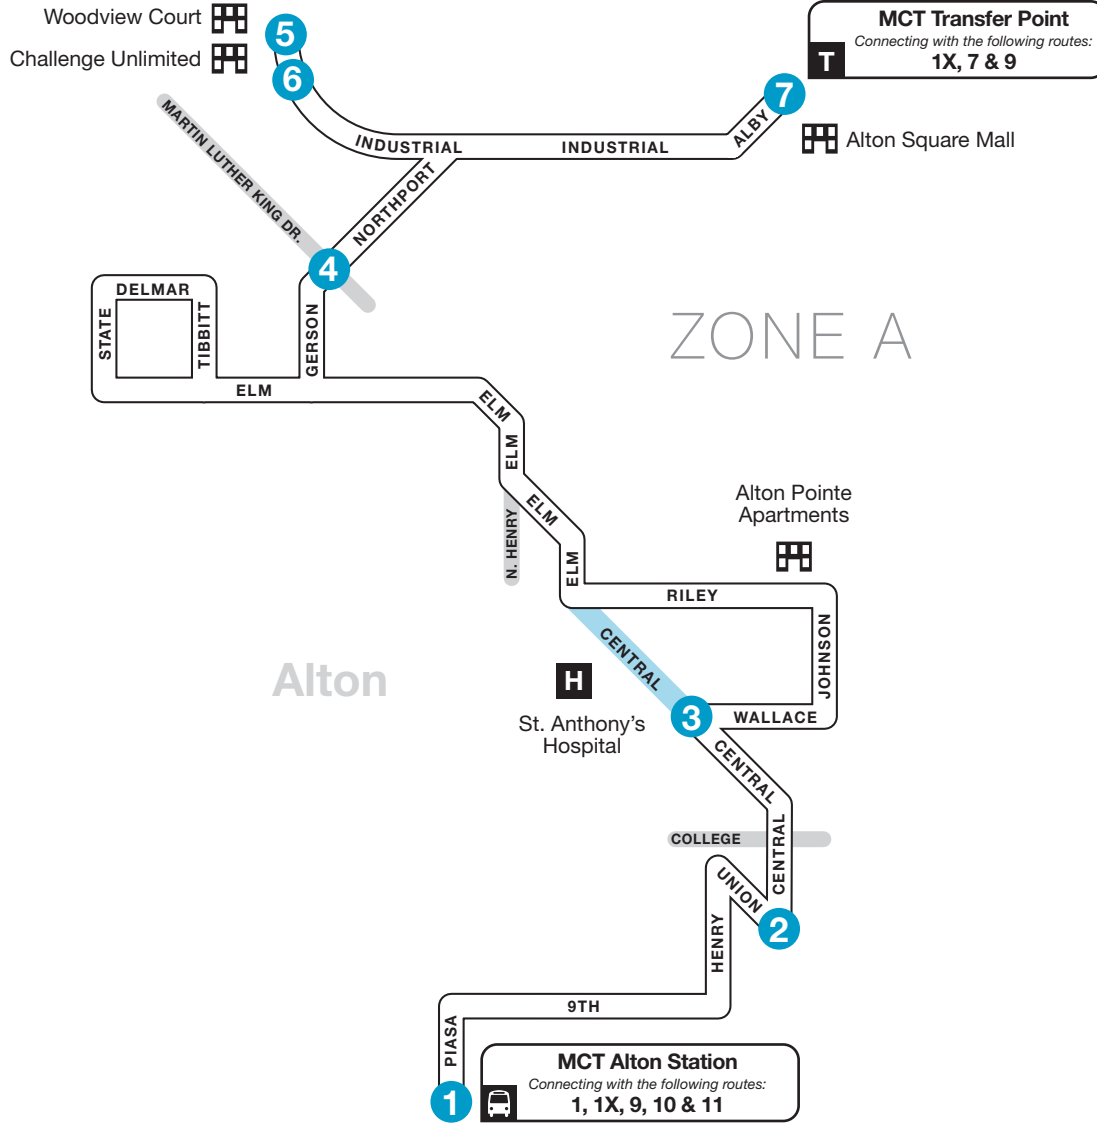 Woodview Court
Challenge Unlimited
5
6
7
MCT Transfer Point
Connecting with the following routes:
T
1X, 7 & 9
MARTIN LUTHER KING DR.
INDUSTRIAL
INDUSTRIAL
ALBY
Alton Square Mall
NORTHPORT
4
DELMAR
STATE
TIBBITT
GERSON
ZONE A
ELM
ELM
ELM
ELM
N. HENRY
ELM
Alton Pointe
Apartments
RILEY
JOHNSON
CENTRAL
Alton
H
St. Anthony's
Hospital
3
WALLACE
CENTRAL
COLLEGE
CENTRAL
UNION
2
HENRY
9TH
PIASA
1
MCT Alton Station
Connecting with the following routes:
1, 1X, 9, 10 & 11